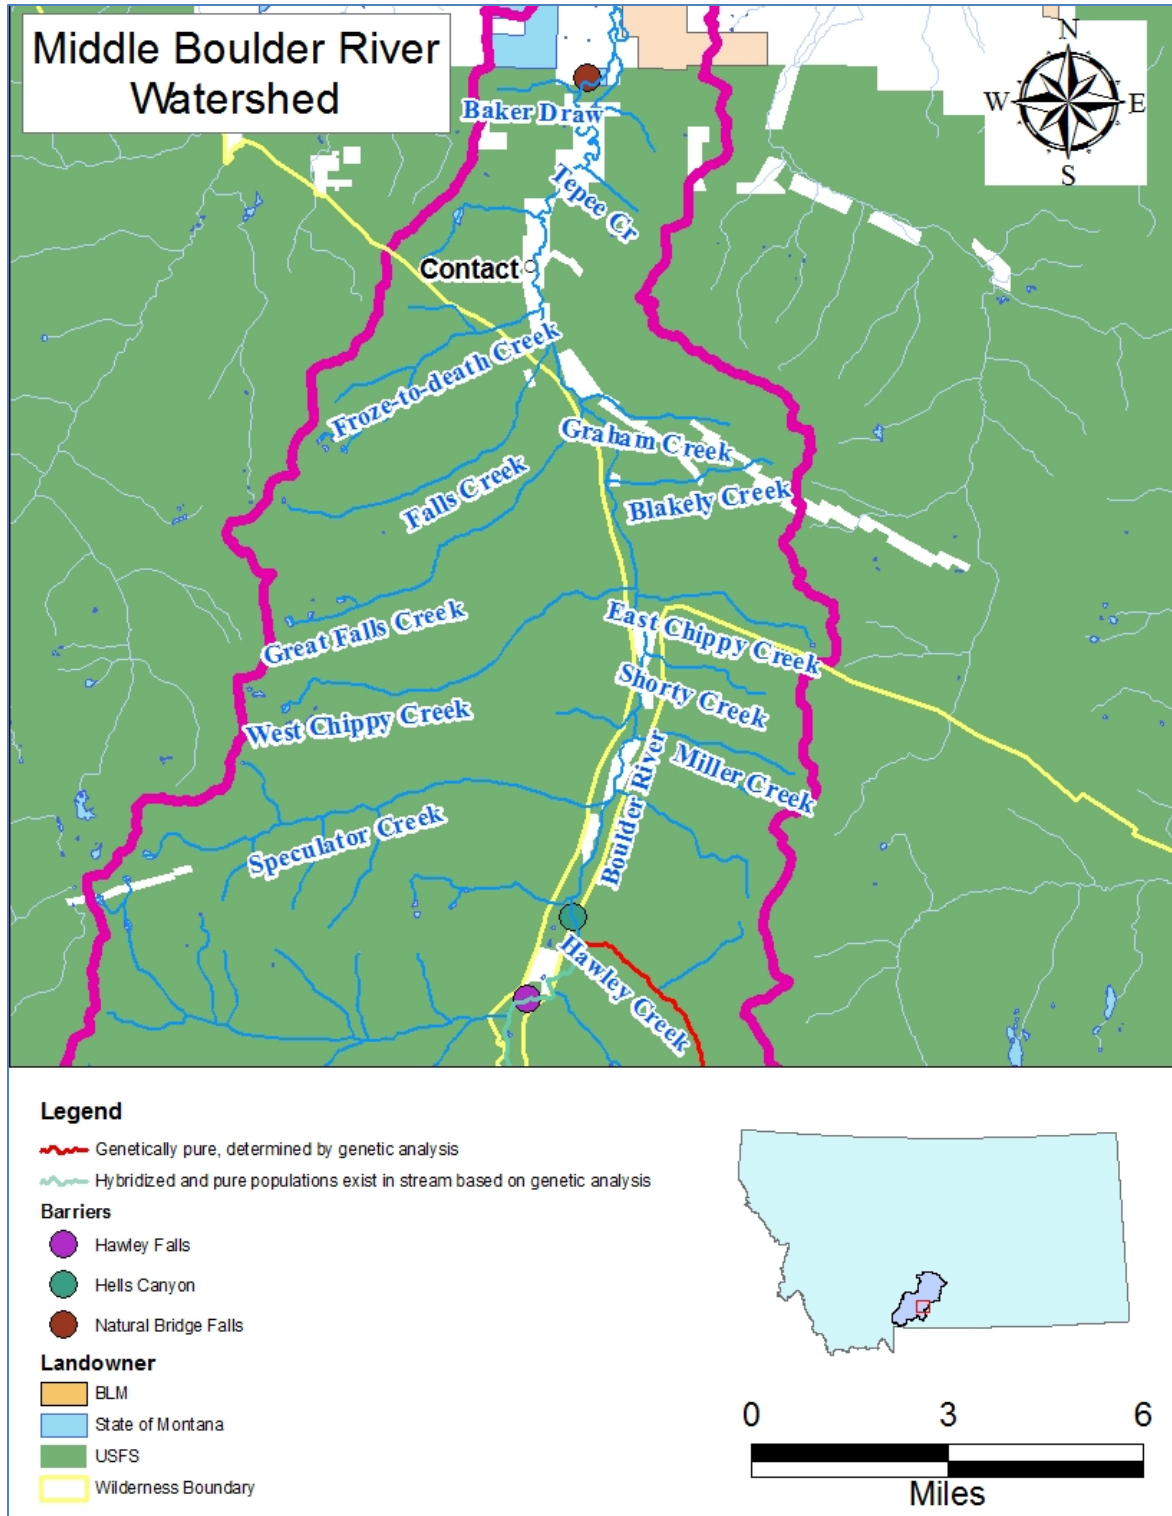 Middle Boulder River
Watershed
N
W
E
S
Baker Draw
Tepee Cr
Contact
Froze-to-death Creek
Graham Creek
Falls Creek
Blakely Creek
Great Falls Creek
East Chippy Creek
Shorty Creek
West Chippy Creek
Miller Creek
Boulder River
Speculator Creek
Hawley Creek
Legend
Genetically pure, determined by genetic analysis
Hybridized and pure populations exist in stream based on genetic analysis
Barriers
Hawley Falls
Hells Canyon
Natural Bridge Falls
Landowner
BLM
State of Montana
USFS
Wilderness Boundary
0 3 6
Miles